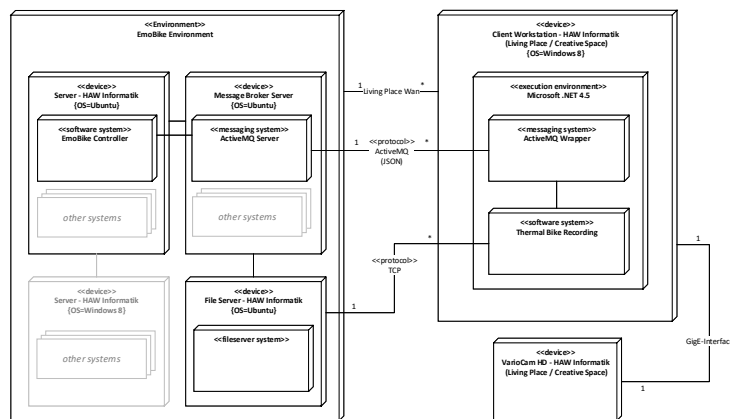 <<Environment>>
EmoBike Environment
<<device>>
Server - HAW Informatik
{OS=Ubuntu}
<<software system>>
EmoBike Controller
other systems
<<device>>
Message Broker Server
{OS=Ubuntu}
<<messaging system>>
ActiveMQ Server
other systems
<<device>>
Server - HAW Informatik
{OS=Windows 8}
other systems
<<device>>
File Server - HAW Informatik
{OS=Ubuntu}
<<fileserver system>>
1
Living Place Wan
*
1
<<protocol>>
ActiveMQ
(JSON)
*
*
<<protocol>>
TCP
1
<<device>>
Client Workstation - HAW Informatik
(Living Place / Creative Space)
{OS=Windows 8}
<<execution environment>>
Microsoft .NET 4.5
<<messaging system>>
ActiveMQ Wrapper
<<software system>>
Thermal Bike Recording
1
GigE-Interfac
1
<<device>>
VarioCam HD - HAW Informatik
(Living Place / Creative Space)